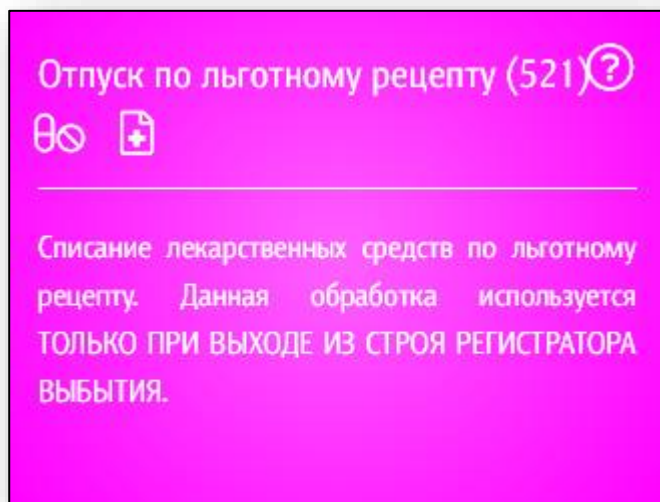 Отпуск по льготному рецепту (521)?
Списание лекарственных средств по льготному
рецепту. Данная обработка используется
ТОЛЬКО ПРИ ВЫХОДЕ ИЗ СТРОЯ РЕГИСТРАТОРА
ВЫБЫТИЯ.